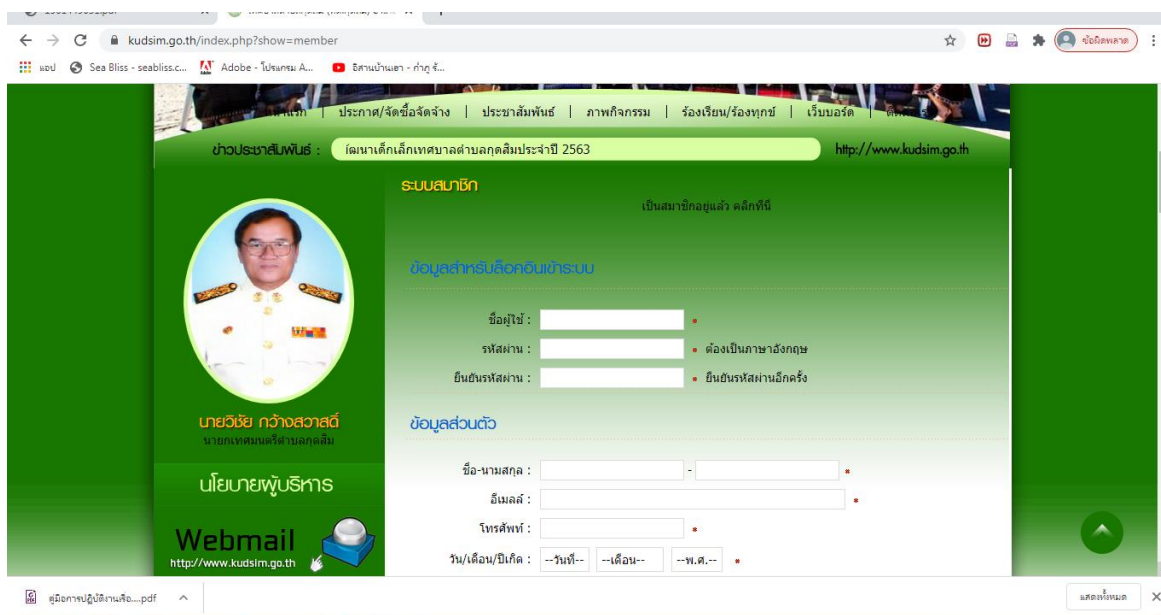 kudsim.go.th/index.php?show=member
ข้อผิดพลาด
แอป Sea Bliss - seabliss.c... Adobe - โปรแกรม A... อิสานบ้านเฮา - ก่ำกู่ จั...
ประกาศ/จัดซื้อจัดจ้าง | ประชาสัมพันธ์ | ภาพกิจกรรม | ร้องเรียน/ร้องทุกข์ | เว็บบอร์ด |
ข่าวประชาสัมพันธ์ : ัฒนาเด็กเล็กเทศบาลตำบลกุดสิมประจำปี 2563 http://www.kudsim.go.th
ระบบสมาชิก
เป็นสมาชิกอยู่แล้ว คลิกที่นี่
ข้อมูลสำหรับล็อคอินเข้าระบบ
ชื่อผู้ใช้ : *
รหัสผ่าน : * ต้องเป็นภาษาอังกฤษ
ยืนยันรหัสผ่าน : * ยืนยันรหัสผ่านอีกครั้ง
นายวิชัย กว้างสวาสดิ์
นายกเทศมนตรีตำบลกุดสิม
ข้อมูลส่วนตัว
ชื่อ-นามสกุล : - *
นโยบายผู้บริหาร
อีเมลล์ : *
โทรศัพท์ : *
Webmail
http://www.kudsim.go.th
วัน/เดือน/ปีเกิด : --วันที่-- --เดือน-- --พ.ศ.-- *
คู่มือการปฏิบัติงานเรื่อ....pdf
แสดงทั้งหมด